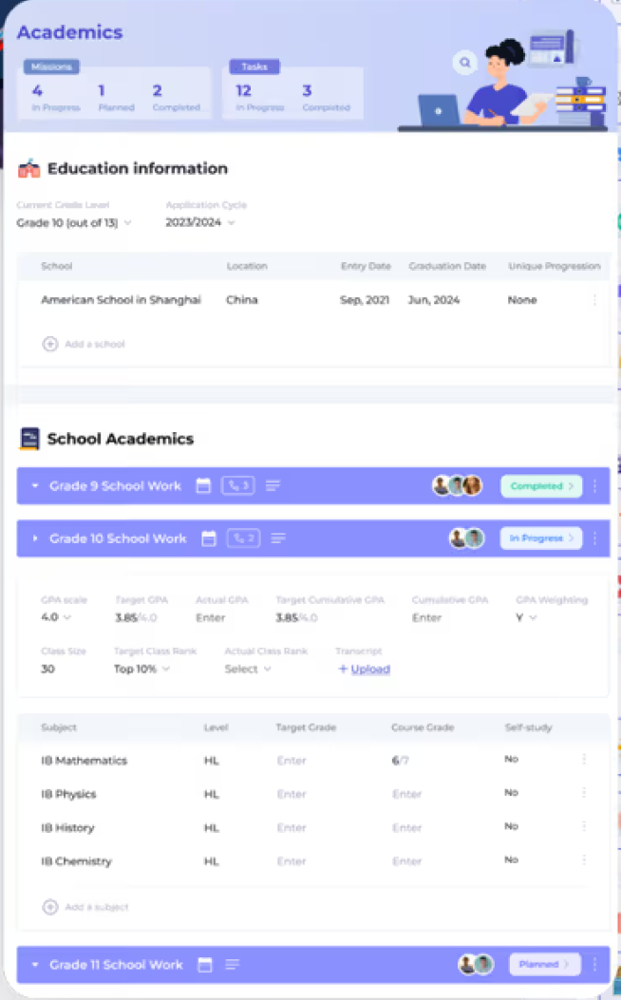 Academics
Missions Tasks
4 1 2 12 3
In Progress Planned Completed In Progress Completed
Education information
Current Grade Level Application Cycle
Grade 10 (out of 13) 2023/2024
School Location Entry Date Graduation Date Unique Progression
American School in Shanghai China Sep, 2021 Jun, 2024 None
Add a school
School Academics
Grade 9 School Work 3 Completed
Grade 10 School Work 2 In Progress
GPA scale Target GPA Actual GPA Target Cumulative GPA Cumulative GPA GPA Weighting
4.0 3.85/4.0 Enter 3.85/4.0 Enter Y
Class Size Target Class Rank Actual Class Rank Transcript
30 Top 10% Select + Upload
Subject Level Target Grade Course Grade Self-study
IB Mathematics HL Enter 6/7 No
IB Physics HL Enter Enter No
IB History HL Enter Enter No
IB Chemistry HL Enter Enter No
Add a subject
Grade 11 School Work Planned